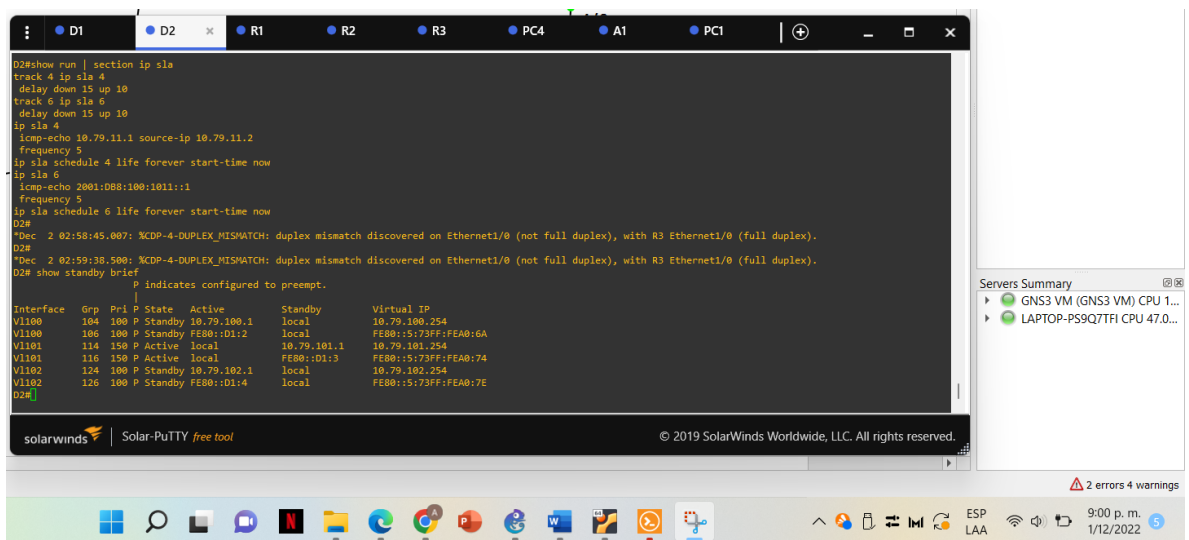 D1 D2 × R1 R2 R3 PC4 A1 PC1
D2#show run | section ip sla
track 4 ip sla 4
 delay down 15 up 10
track 6 ip sla 6
 delay down 15 up 10
ip sla 4
 icmp-echo 10.79.11.1 source-ip 10.79.11.2
 frequency 5
ip sla schedule 4 life forever start-time now
ip sla 6
 icmp-echo 2001:DB8:100:1011::1
 frequency 5
ip sla schedule 6 life forever start-time now
D2#
*Dec  2 02:58:45.007: %CDP-4-DUPLEX_MISMATCH: duplex mismatch discovered on Ethernet1/0 (not full duplex), with R3 Ethernet1/0 (full duplex).
D2#
*Dec  2 02:59:38.500: %CDP-4-DUPLEX_MISMATCH: duplex mismatch discovered on Ethernet1/0 (not full duplex), with R3 Ethernet1/0 (full duplex).
D2# show standby brief
                     P indicates configured to preempt.
                     |
Interface   Grp  Pri P State   Active          Standby         Virtual IP
Vl100       104  100 P Standby 10.79.100.1     local           10.79.100.254
Vl100       106  100 P Standby FE80::D1:2      local           FE80::5:73FF:FEA0:6A
Vl101       114  150 P Active  local           10.79.101.1     10.79.101.254
Vl101       116  150 P Active  local           FE80::D1:3      FE80::5:73FF:FEA0:74
Vl102       124  100 P Standby 10.79.102.1     local           10.79.102.254
Vl102       126  100 P Standby FE80::D1:4      local           FE80::5:73FF:FEA0:7E
D2#
solarwinds Solar-PuTTY free tool © 2019 SolarWinds Worldwide, LLC. All rights reserved.
Servers Summary
GNS3 VM (GNS3 VM) CPU 1...
LAPTOP-PS9Q7TFI CPU 47.0...
2 errors 4 warnings
ESP
LAA
9:00 p. m.
1/12/2022
5